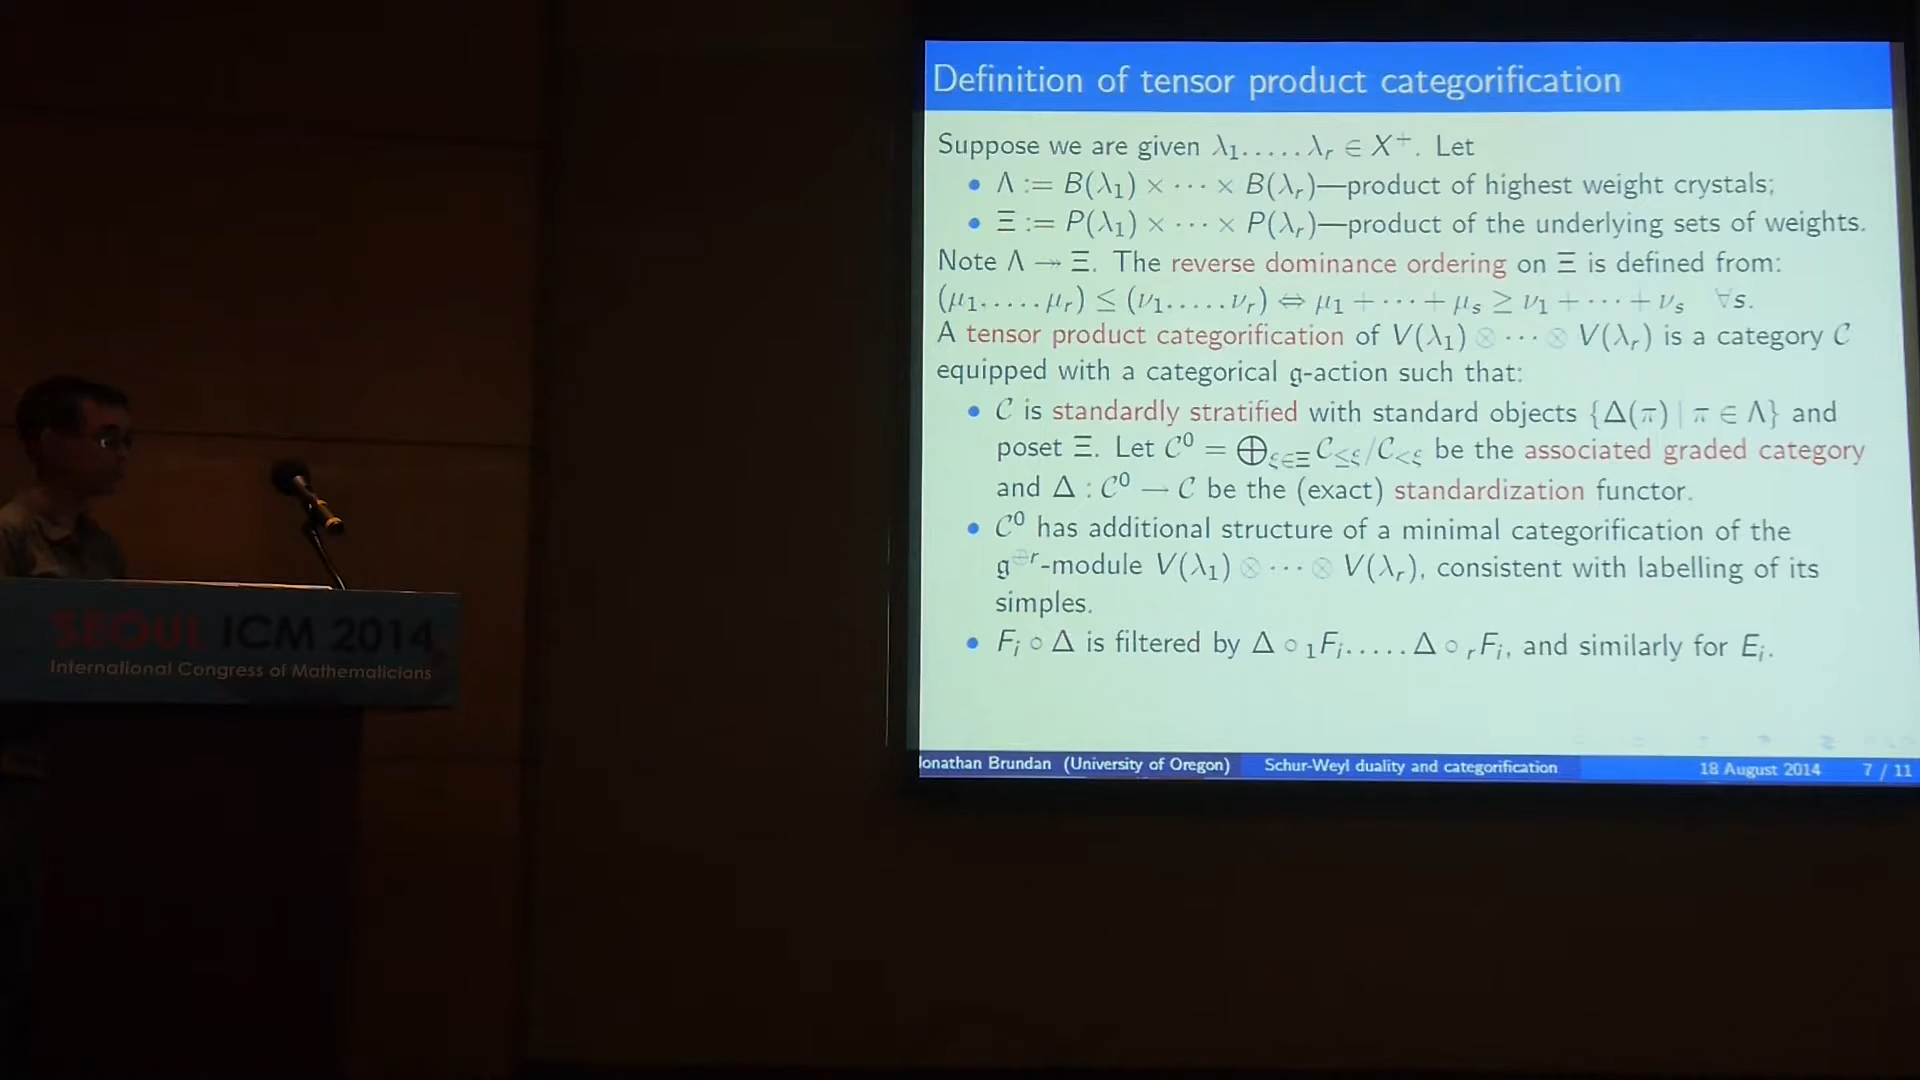 Definition of tensor product categorification
Suppose we are given λ₁.....λᵣ ∈ X⁺. Let
• Λ := B(λ₁) × ··· × B(λᵣ)—product of highest weight crystals;
• Ξ := P(λ₁) × ··· × P(λᵣ)—product of the underlying sets of weights.
Note Λ ↠ Ξ. The reverse dominance ordering on Ξ is defined from:
(μ₁.....μᵣ) ≤ (ν₁.....νᵣ) ⇔ μ₁ + ··· + μₛ ≥ ν₁ + ··· + νₛ ∀s.
A tensor product categorification of V(λ₁) ⊗ ··· ⊗ V(λᵣ) is a category 𝒞
equipped with a categorical 𝔤-action such that:
• 𝒞 is standardly stratified with standard objects {Δ(π) | π ∈ Λ} and
poset Ξ. Let 𝒞⁰ = ⊕_{ξ∈Ξ} 𝒞_{≤ξ}/𝒞_{<ξ} be the associated graded category
and Δ : 𝒞⁰ → 𝒞 be the (exact) standardization functor.
• 𝒞⁰ has additional structure of a minimal categorification of the
𝔤^{⊕r}-module V(λ₁) ⊗ ··· ⊗ V(λᵣ), consistent with labelling of its
simples.
• Fᵢ ∘ Δ is filtered by Δ ∘ ₁Fᵢ.....Δ ∘ ᵣFᵢ, and similarly for Eᵢ.
Jonathan Brundan (University of Oregon) Schur-Weyl duality and categorification 18 August 2014 7 / 11
SEOUL ICM 2014
International Congress of Mathematicians